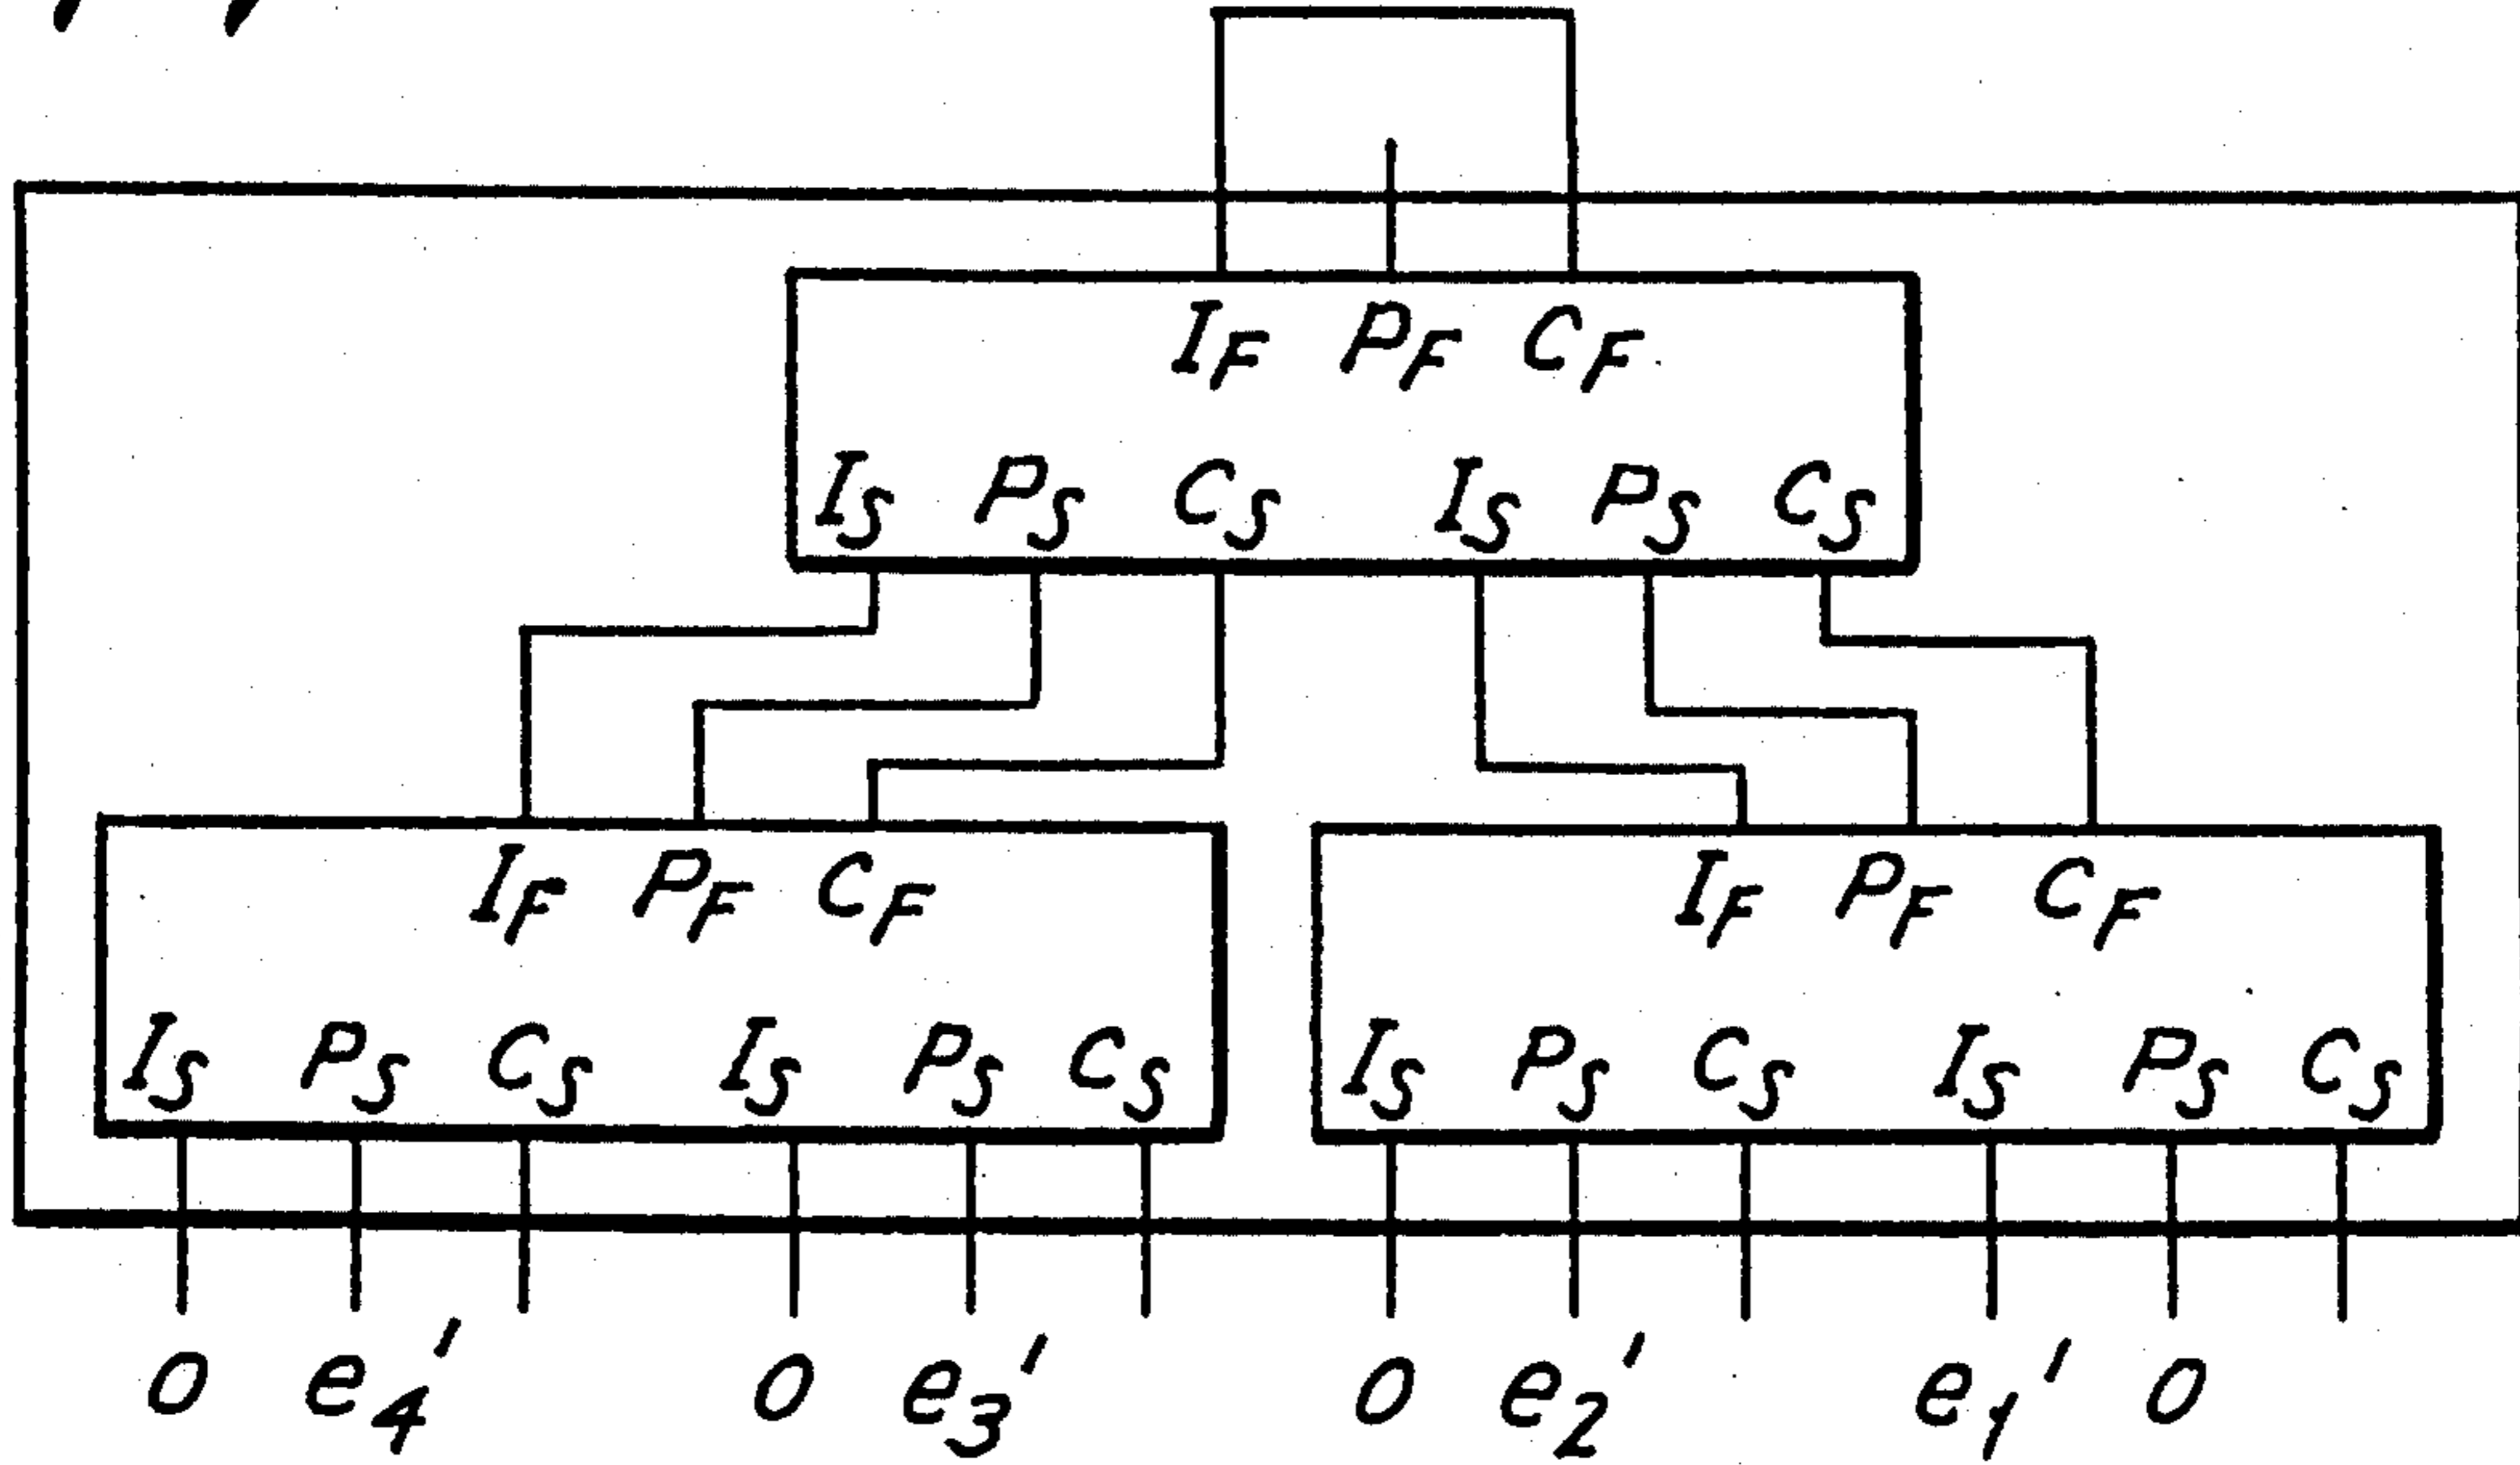 I_F P_F C_F
I_S P_S C_S I_S P_S C_S
I_F P_F C_F I_F P_F C_F
I_S P_S C_S I_S P_S C_S I_S P_S C_S I_S P_S C_S
0 e_4' 0 e_3' 0 e_2' e_1' 0